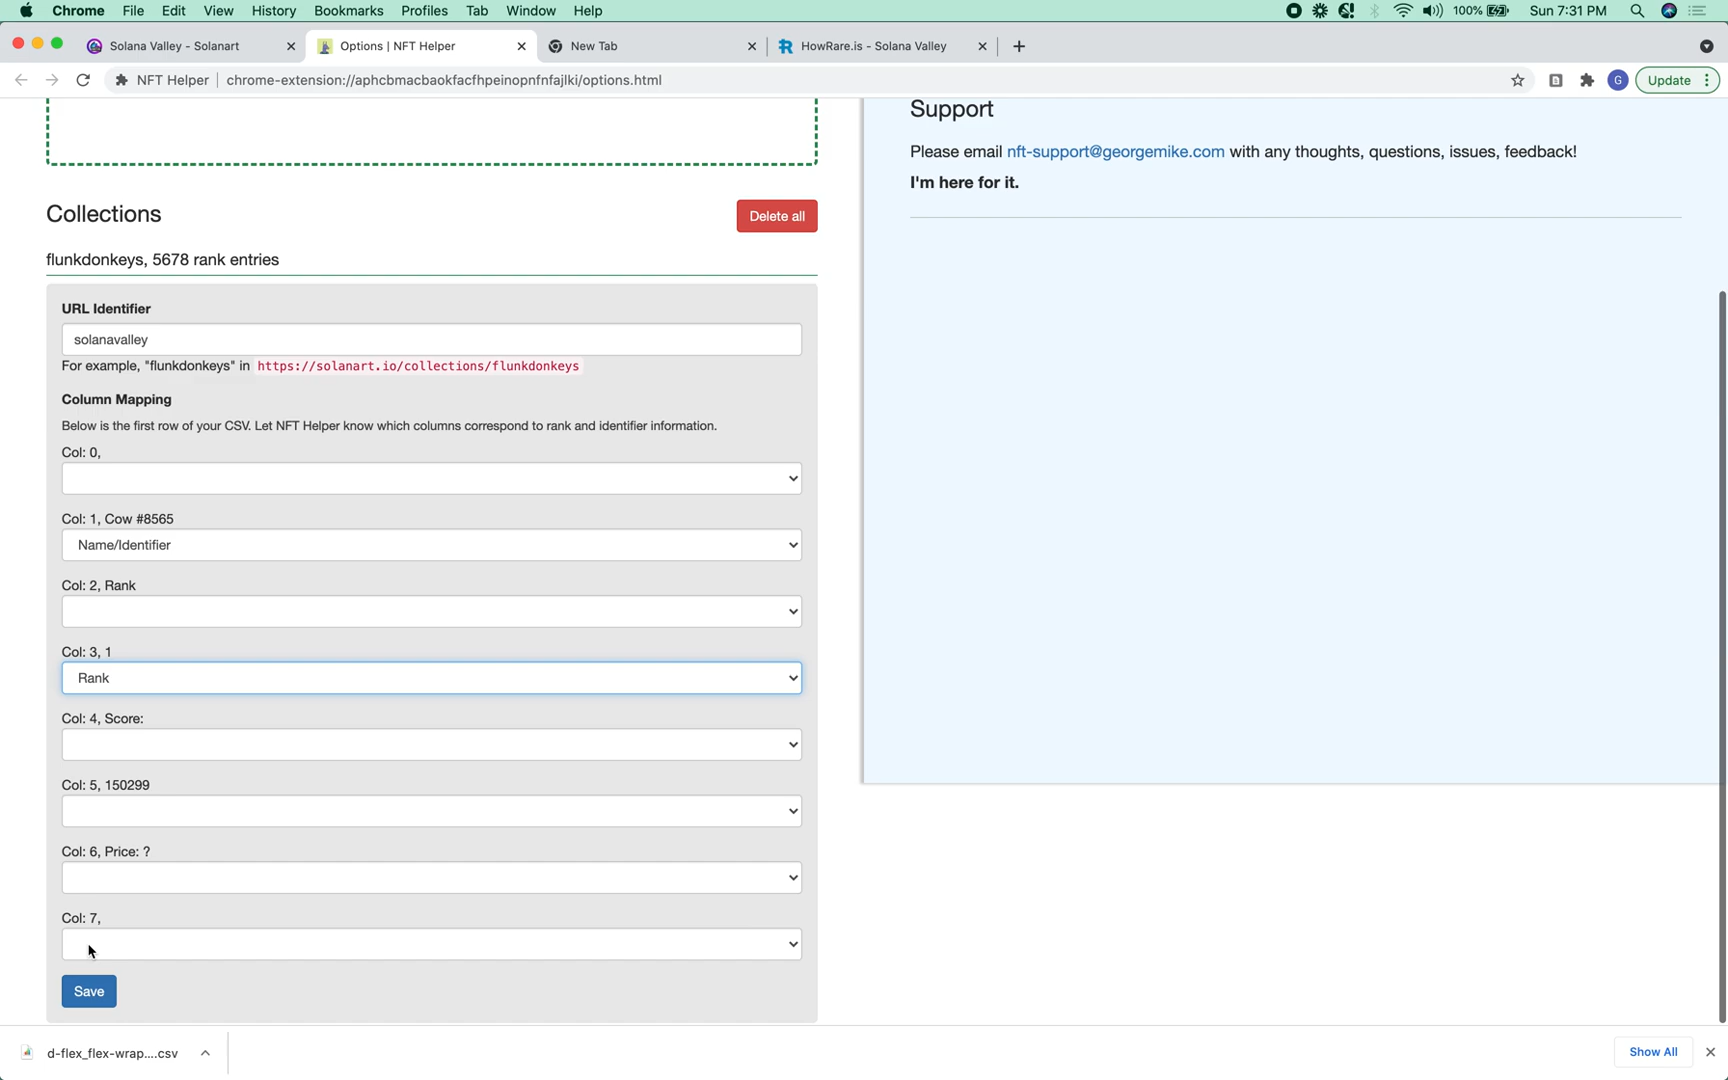 Chrome File Edit View History Bookmarks Profiles Tab Window Help 100% Sun 7:31 PM
Solana Valley - Solanart Options | NFT Helper New Tab HowRare.is - Solana Valley
NFT Helper chrome-extension://aphcbmacbaokfacfhpeinopnfnfajlki/options.html G Update
Support
Please email nft-support@georgemike.com with any thoughts, questions, issues, feedback!
I'm here for it.
Collections Delete all
flunkdonkeys, 5678 rank entries
URL Identifier
solanavalley
For example, "flunkdonkeys" in https://solanart.io/collections/flunkdonkeys
Column Mapping
Below is the first row of your CSV. Let NFT Helper know which columns correspond to rank and identifier information.
Col: 0,
Col: 1, Cow #8565
Name/Identifier
Col: 2, Rank
Col: 3, 1
Rank
Col: 4, Score:
Col: 5, 150299
Col: 6, Price: ?
Col: 7,
Save
d-flex_flex-wrap....csv Show All